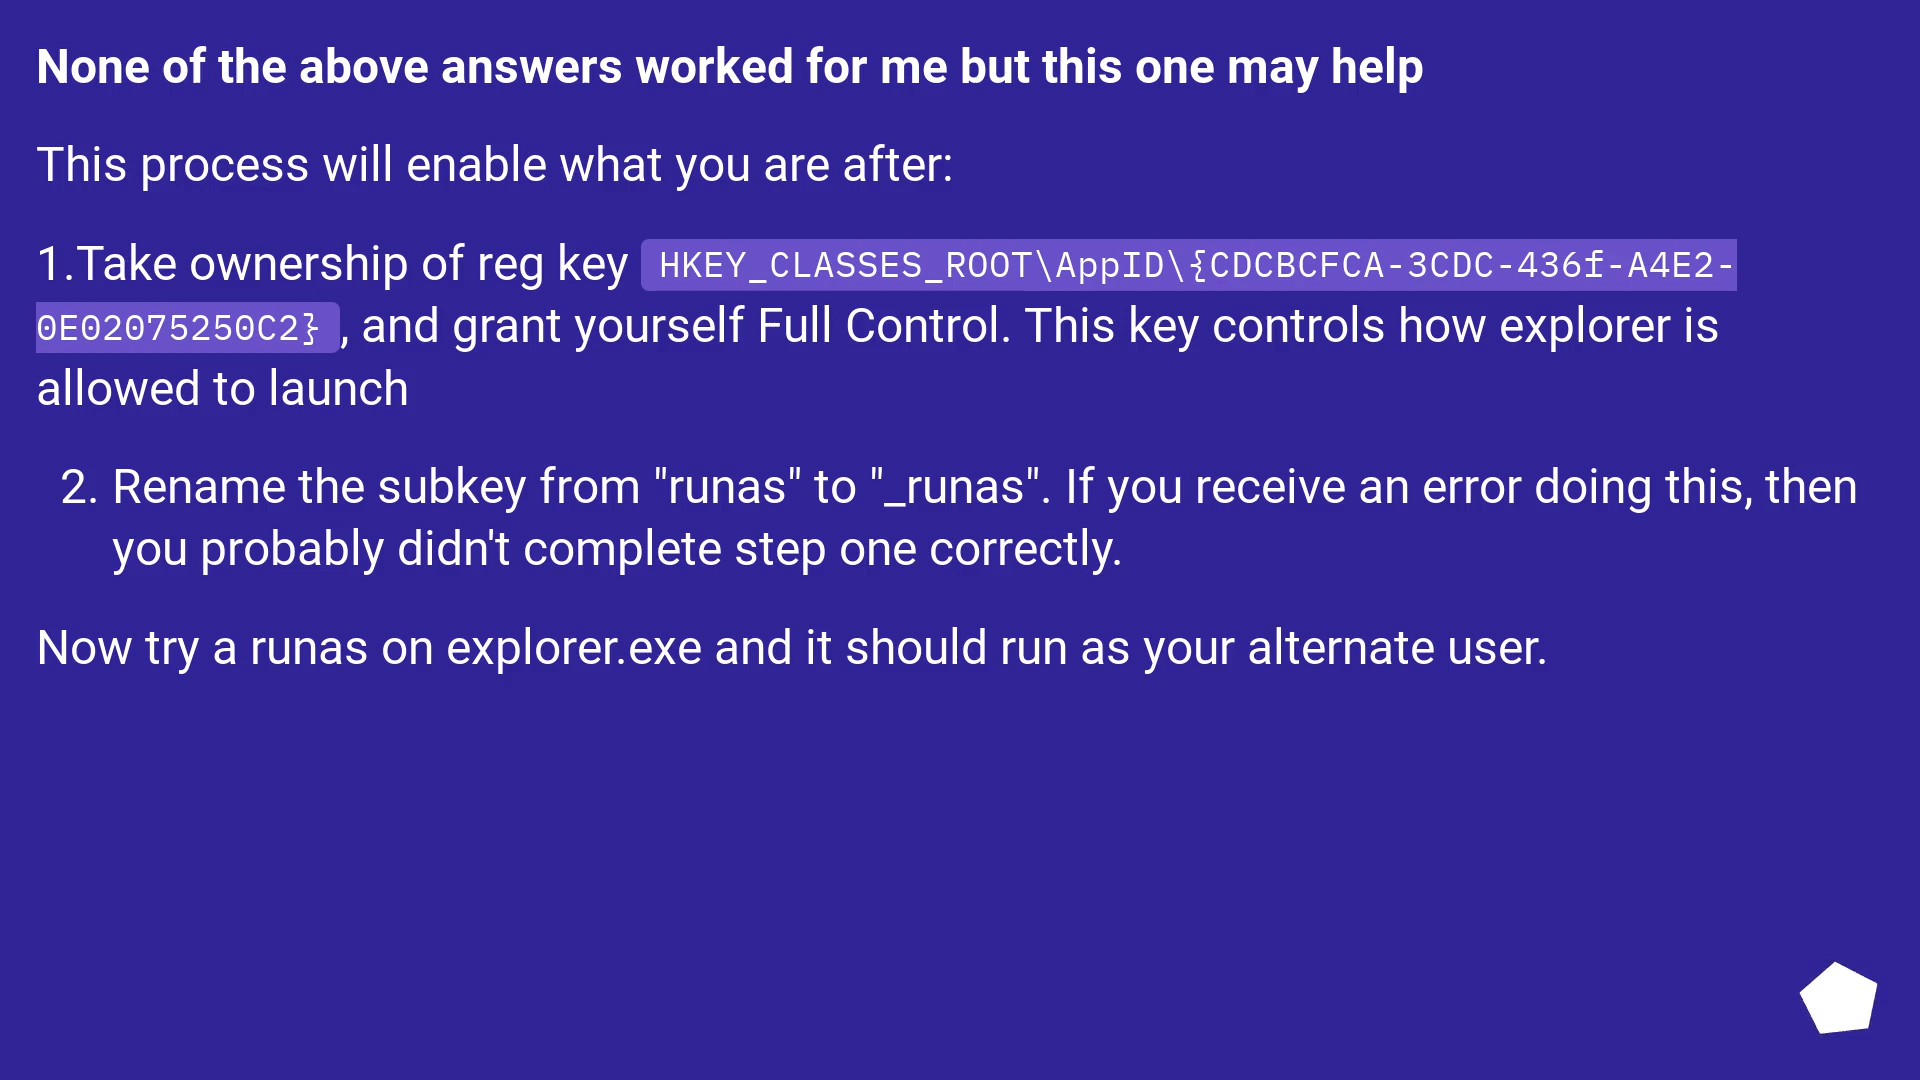 None of the above answers worked for me but this one may help
This process will enable what you are after:
1.Take ownership of reg key HKEY_CLASSES_ROOT\AppID\{CDCBCFCA-3CDC-436f-A4E2-
0E02075250C2}, and grant yourself Full Control. This key controls how explorer is
allowed to launch
2. Rename the subkey from "runas" to "_runas". If you receive an error doing this, then
you probably didn't complete step one correctly.
Now try a runas on explorer.exe and it should run as your alternate user.